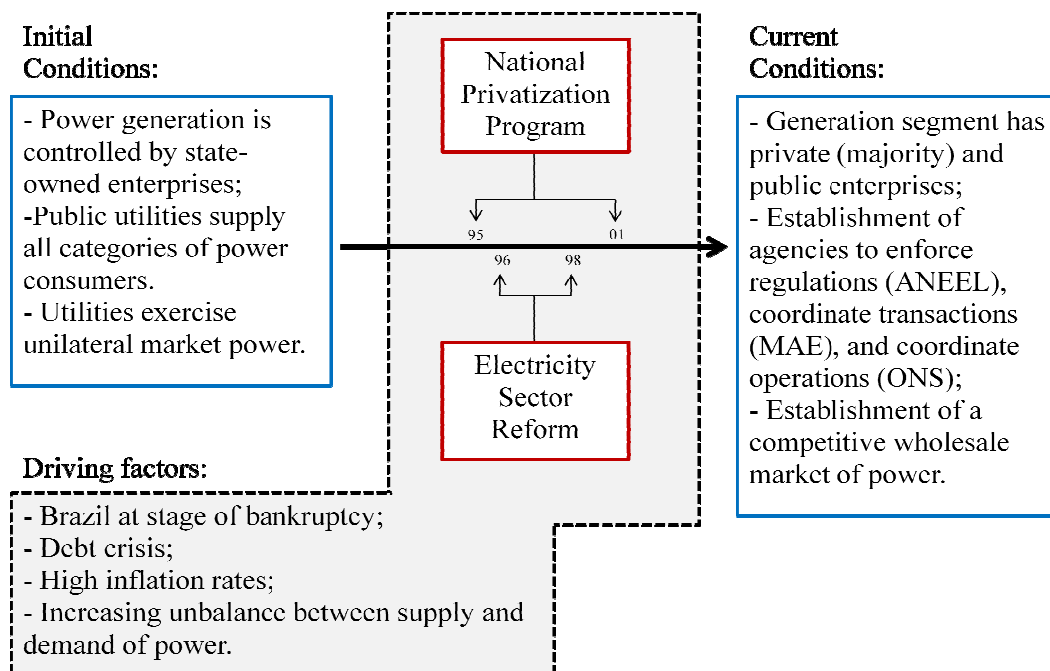 Initial
Conditions:
- Power generation is
controlled by state-
owned enterprises;
-Public utilities supply
all categories of power
consumers.
- Utilities exercise
unilateral market power.
National
Privatization
Program
95
01
96
98
Electricity
Sector
Reform
Current
Conditions:
- Generation segment has
private (majority) and
public enterprises;
- Establishment of
agencies to enforce
regulations (ANEEL),
coordinate transactions
(MAE), and coordinate
operations (ONS);
- Establishment of a
competitive wholesale
market of power.
Driving factors:
- Brazil at stage of bankruptcy;
- Debt crisis;
- High inflation rates;
- Increasing unbalance between supply and
demand of power.